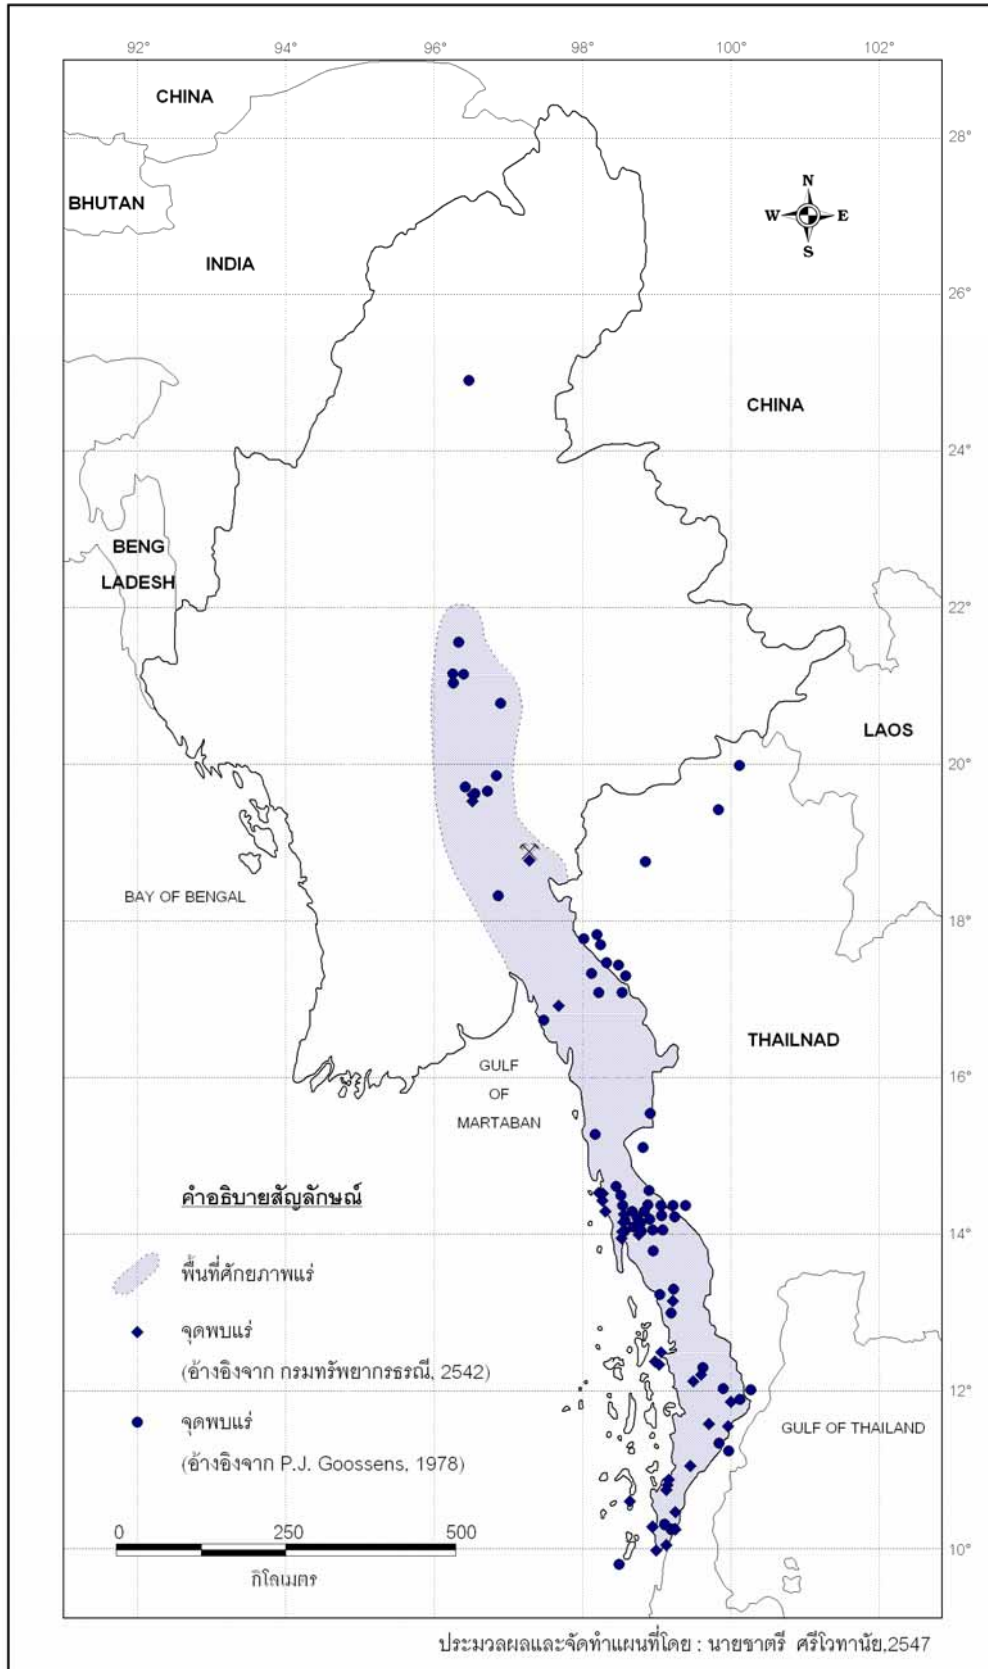 92° 94° 96° 98° 100° 102°
CHINA
28°
BHUTAN
N
W E
S
INDIA
26°
CHINA
24°
BENG
LADESH
22°
LAOS
20°
BAY OF BENGAL
18°
THAILNAD
GULF
OF
MARTABAN
16°
คำอธิบายสัญลักษณ์
14°
พื้นที่ศักยภาพแร่
จุดพบแร่
(อ้างอิงจาก กรมทรัพยากรธรณี, 2542)
12°
จุดพบแร่
GULF OF THAILAND
(อ้างอิงจาก P.J. Goossens, 1978)
0 250 500
10°
กิโลเมตร
ประมวลผลและจัดทำแผนที่โดย : นายชาตรี ศรีโวทานัย,2547